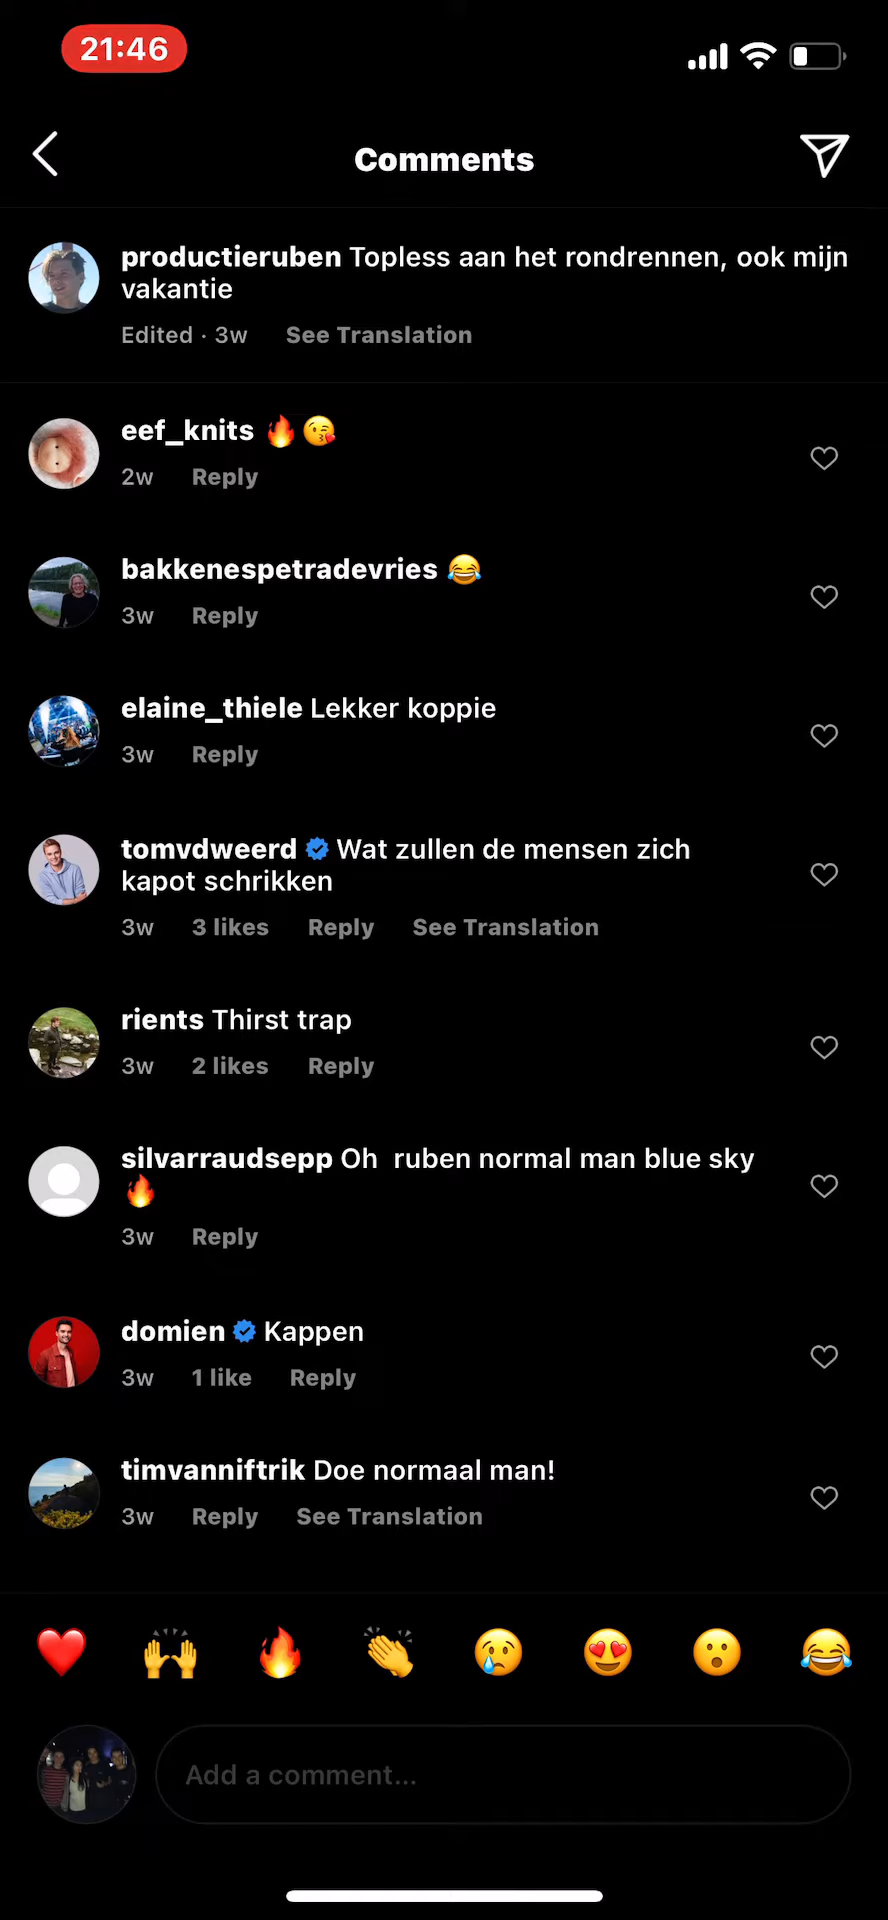 21:46
Comments
productieruben Topless aan het rondrennen, ook mijn
vakantie
Edited · 3w See Translation
eef_knits 🔥😘
2w Reply
bakkenespetradevries 😂
3w Reply
elaine_thiele Lekker koppie
3w Reply
tomvdweerd Wat zullen de mensen zich
kapot schrikken
3w 3 likes Reply See Translation
rients Thirst trap
3w 2 likes Reply
silvarraudsepp Oh  ruben normal man blue sky
🔥
3w Reply
domien Kappen
3w 1 like Reply
timvanniftrik Doe normaal man!
3w Reply See Translation
❤️ 🙌 🔥 👏 😢 😍 😮 😂
Add a comment...